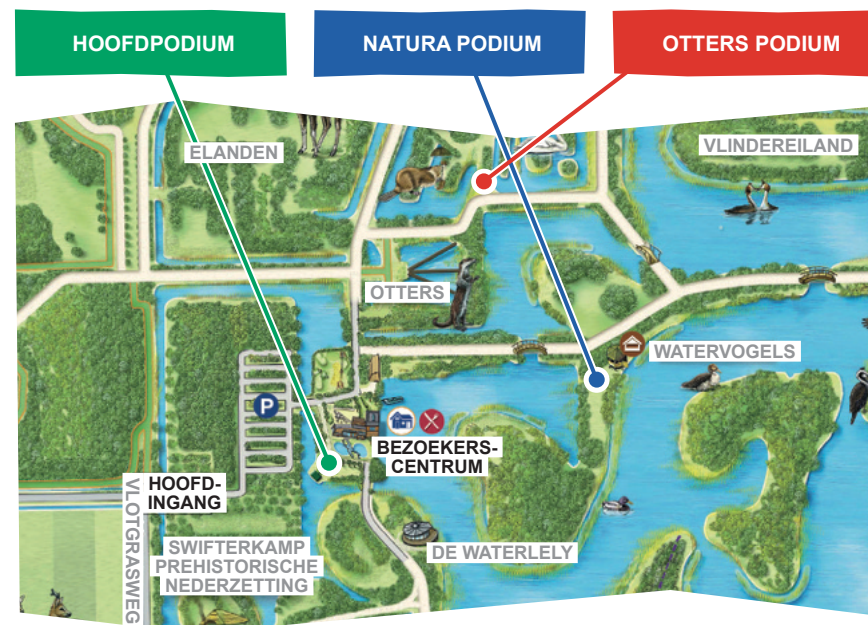 HOOFDPODIUM
NATURA PODIUM
OTTERS PODIUM
ELANDEN
VLINDEREILAND
OTTERS
WATERVOGELS
P
BEZOEKERS-
CENTRUM
HOOFD-
INGANG
VLOTGRASWEG
SWIFTERKAMP
PREHISTORISCHE
NEDERZETTING
DE WATERLELY